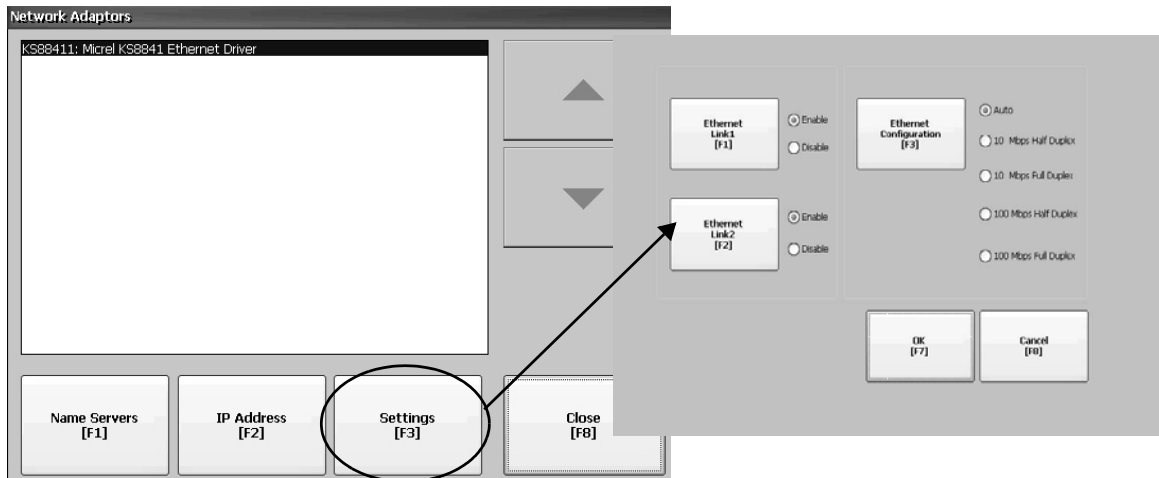 Network Adaptors
KS88411: Micrel KS8841 Ethernet Driver
Name Servers
[F1]
IP Address
[F2]
Settings
[F3]
Close
[F8]
Ethernet
Link1
[F1]
Enable
Disable
Ethernet
Link2
[F2]
Enable
Disable
Ethernet
Configuration
[F3]
Auto
10 Mbps Half Duplex
10 Mbps Full Duplex
100 Mbps Half Duplex
100 Mbps Full Duplex
OK
[F7]
Cancel
[F8]